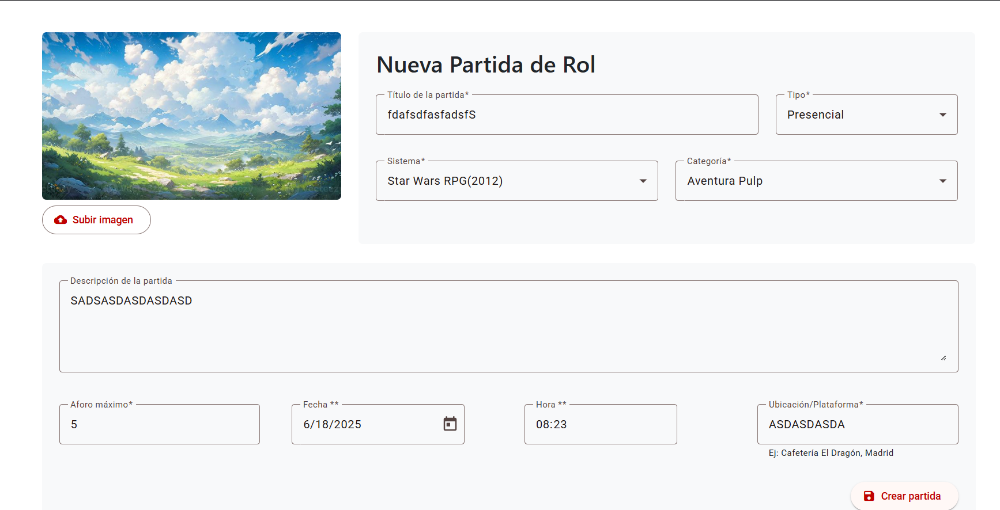 Subir imagen
Nueva Partida de Rol
Título de la partida*
fdafsdfasfadsfS
Tipo*
Presencial
Sistema*
Star Wars RPG(2012)
Categoría*
Aventura Pulp
Descripción de la partida
SADSASDASDASDASD
Aforo máximo*
5
Fecha **
6/18/2025
Hora **
08:23
Ubicación/Plataforma*
ASDASDASDA
Ej: Cafetería El Dragón, Madrid
Crear partida